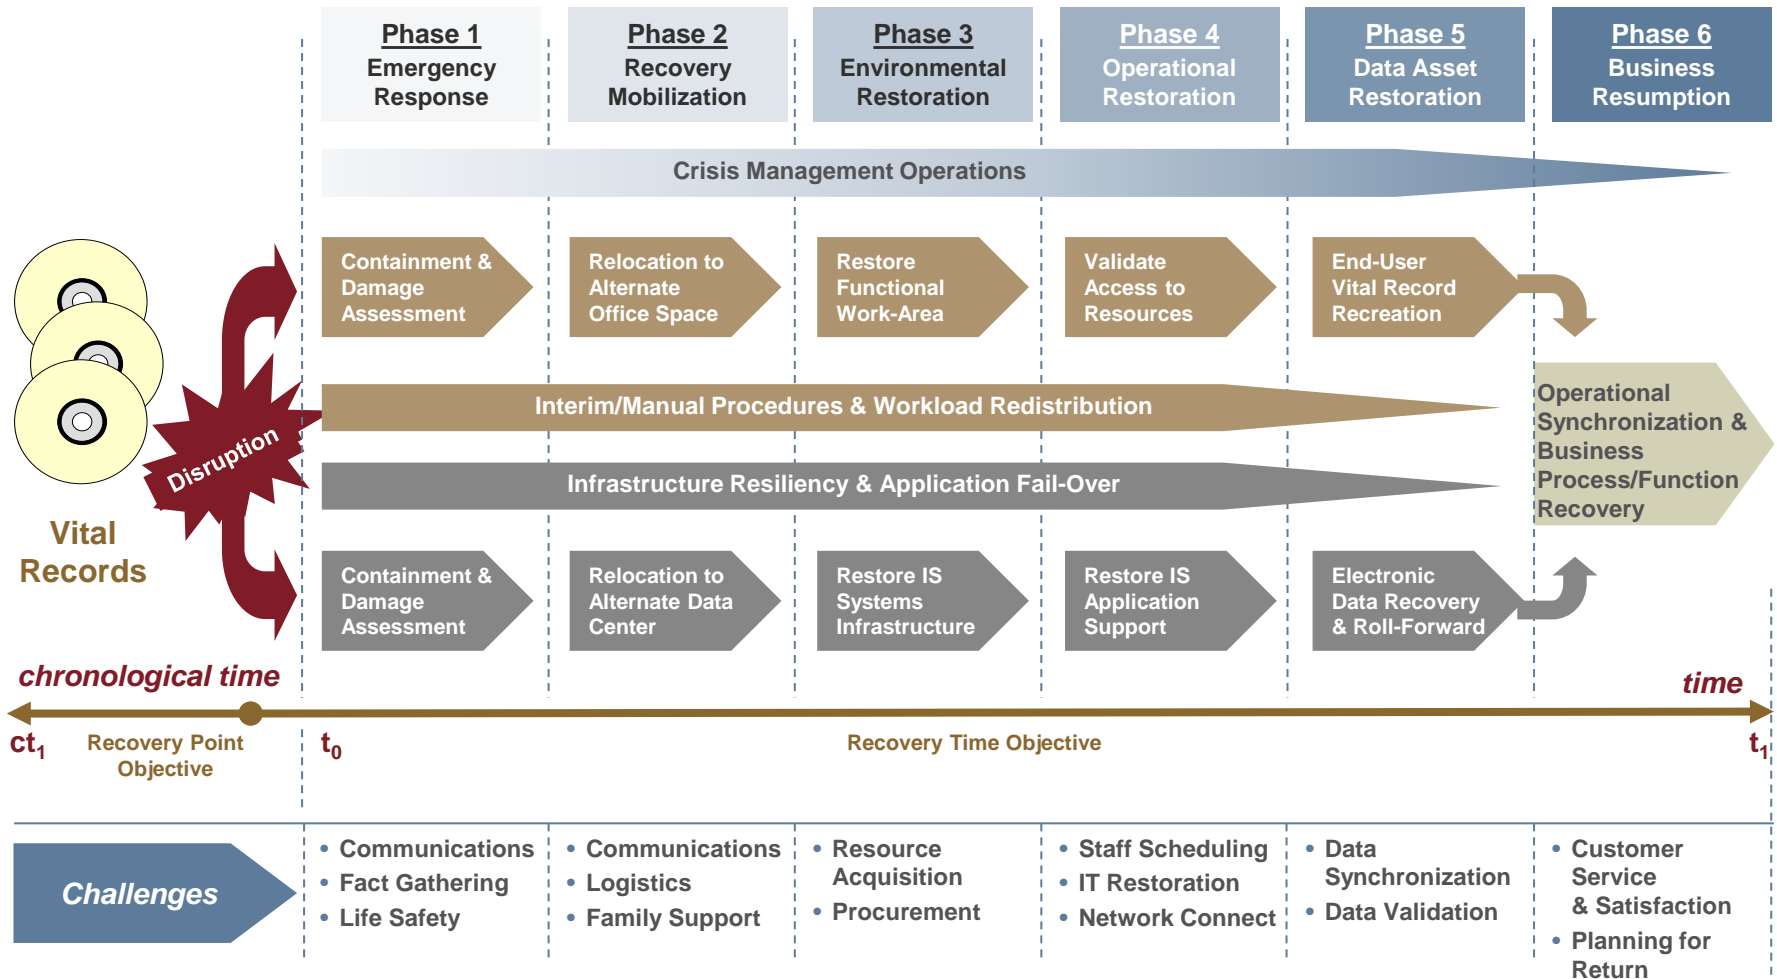 Phase 1
Emergency
Response
Phase 2
Recovery
Mobilization
Phase 3
Environmental
Restoration
Phase 4
Operational
Restoration
Phase 5
Data Asset
Restoration
Phase 6
Business
Resumption
Crisis Management Operations
Containment &
Damage
Assessment
Relocation to
Alternate
Office Space
Restore
Functional
Work-Area
Validate
Access to
Resources
End-User
Vital Record
Recreation
Interim/Manual Procedures & Workload Redistribution
Disruption
Infrastructure Resiliency & Application Fail-Over
Operational
Synchronization &
Business
Process/Function
Recovery
Vital
Records
Containment &
Damage
Assessment
Relocation to
Alternate Data
Center
Restore IS
Systems
Infrastructure
Restore IS
Application
Support
Electronic
Data Recovery
& Roll-Forward
chronological time
time
ct1
Recovery Point
Objective
t0
Recovery Time Objective
t1
Challenges
• Communications
• Fact Gathering
• Life Safety
• Communications
• Logistics
• Family Support
• Resource
Acquisition
• Procurement
• Staff Scheduling
• IT Restoration
• Network Connect
• Data
Synchronization
• Data Validation
• Customer
Service
& Satisfaction
• Planning for
Return